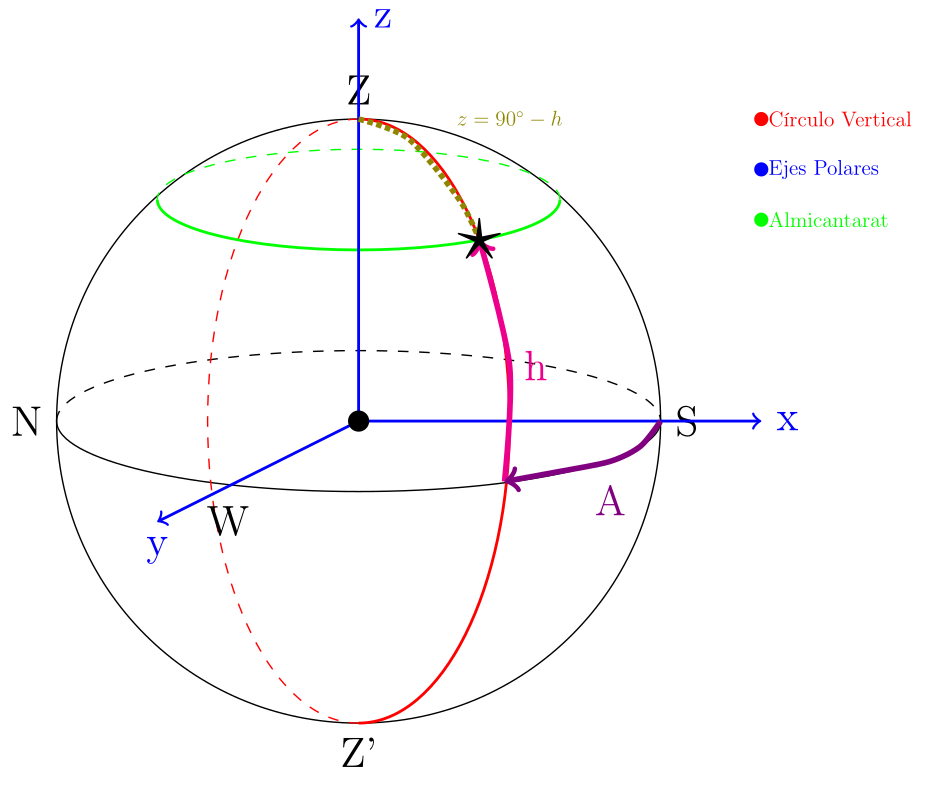 z
Z
z = 90° − h
Círculo Vertical
Ejes Polares
Almicantarat
h
N
S
x
A
W
y
Z'